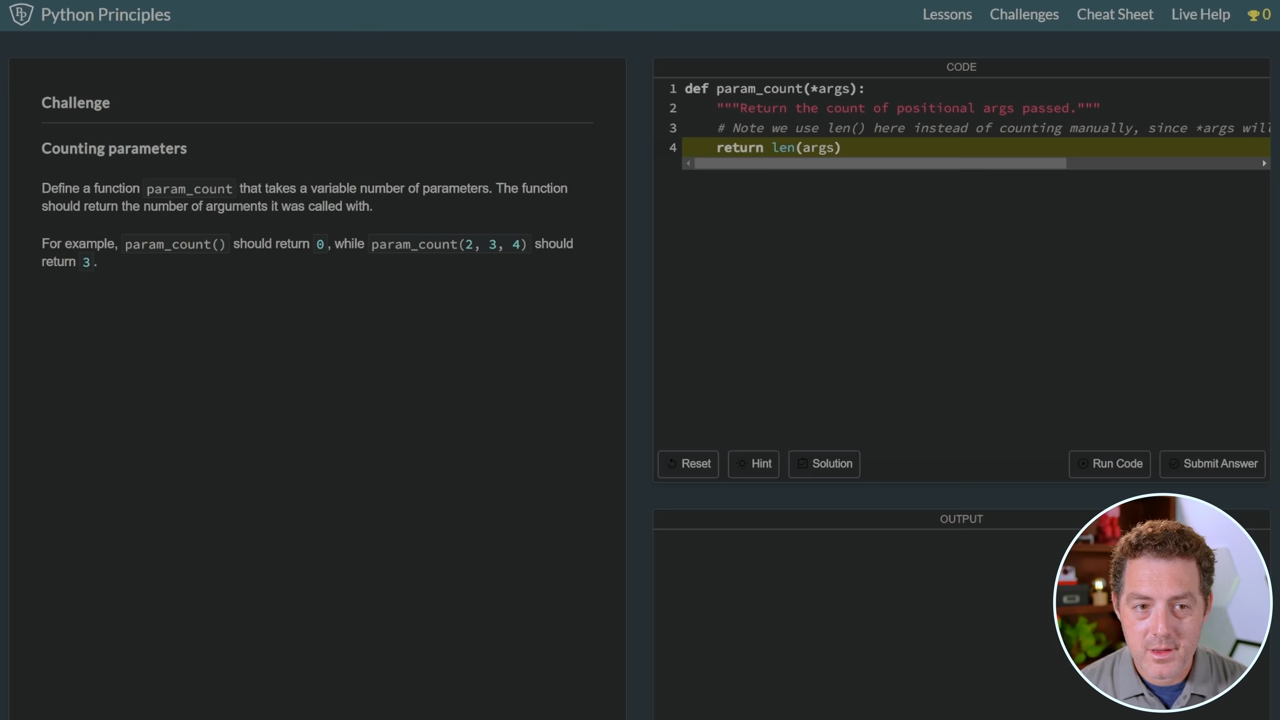 Python Principles
Lessons Challenges Cheat Sheet Live Help 0
Challenge
Counting parameters
Define a function param_count that takes a variable number of parameters. The function
should return the number of arguments it was called with.
For example, param_count() should return 0, while param_count(2, 3, 4) should
return 3.
CODE
1 def param_count(*args):
2 """Return the count of positional args passed."""
3 # Note we use len() here instead of counting manually, since *args will
4 return len(args)
Reset Hint Solution Run Code Submit Answer
OUTPUT